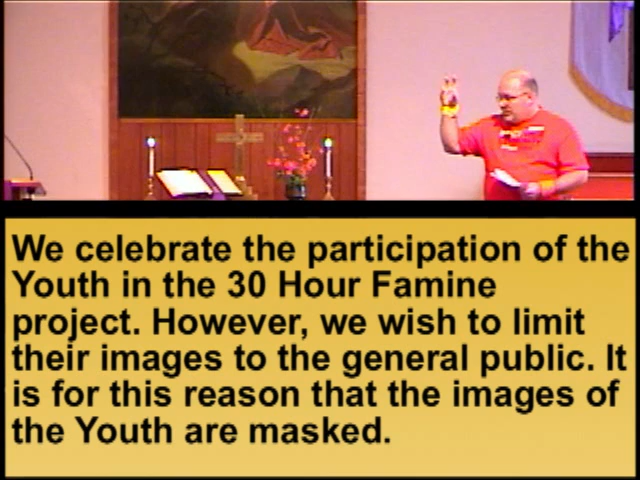 We celebrate the participation of the
Youth in the 30 Hour Famine
project. However, we wish to limit
their images to the general public. It
is for this reason that the images of
the Youth are masked.